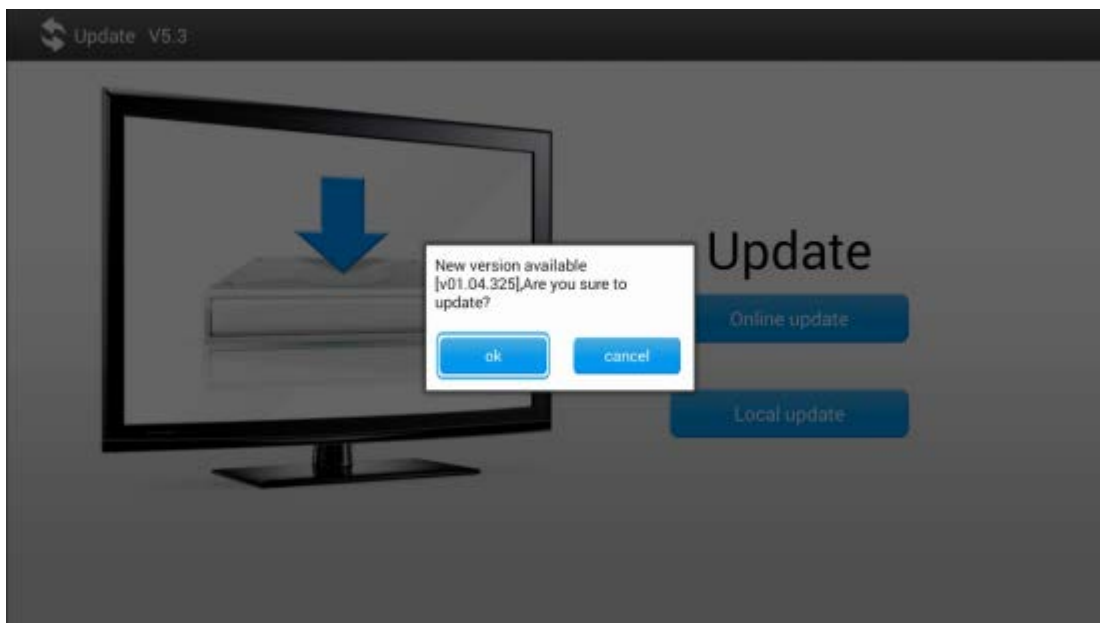 Update V5.3
New version available
[v01.04.325],Are you sure to
update?
ok
cancel
Update
Online update
Local update